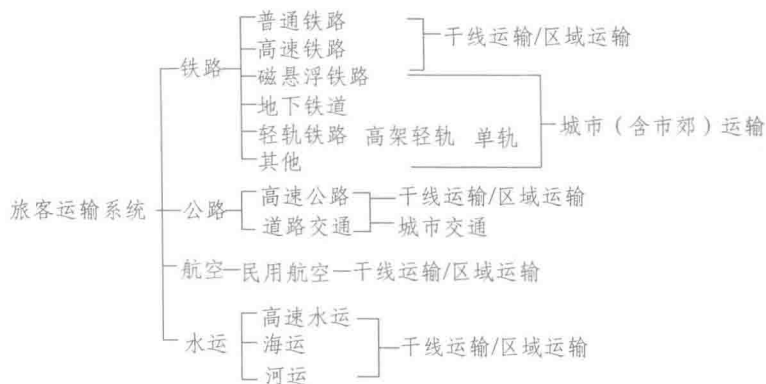 普通铁路
干线运输/区域运输
高速铁路
铁路
磁悬浮铁路
地下铁道
城市（含市郊）运输
轻轨铁路 高架轻轨 单轨
其他
高速公路 干线运输/区域运输
旅客运输系统 公路
道路交通 城市交通
航空 民用航空 干线运输/区域运输
高速水运
水运 海运 干线运输/区域运输
河运